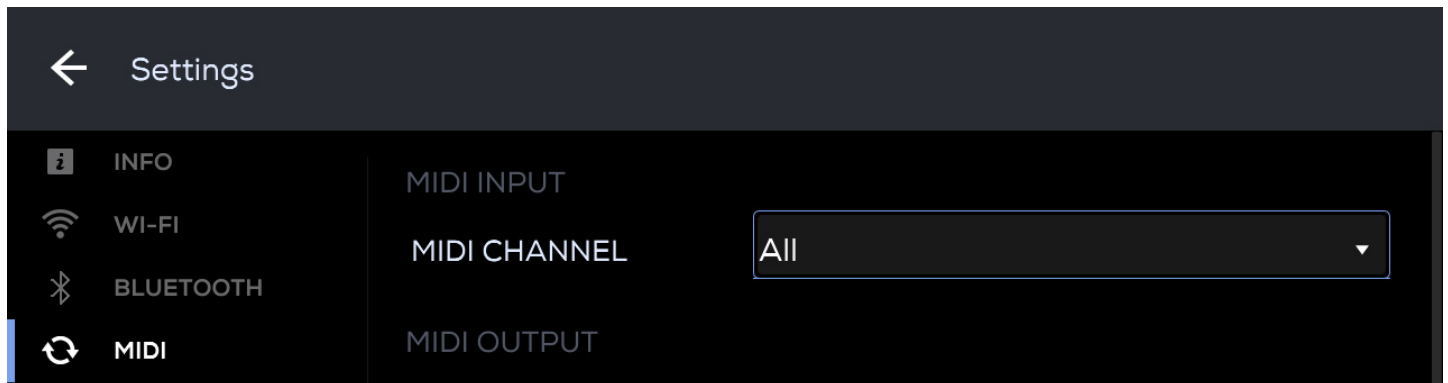 Settings
INFO
WI-FI
BLUETOOTH
MIDI
MIDI INPUT
MIDI CHANNEL All
MIDI OUTPUT